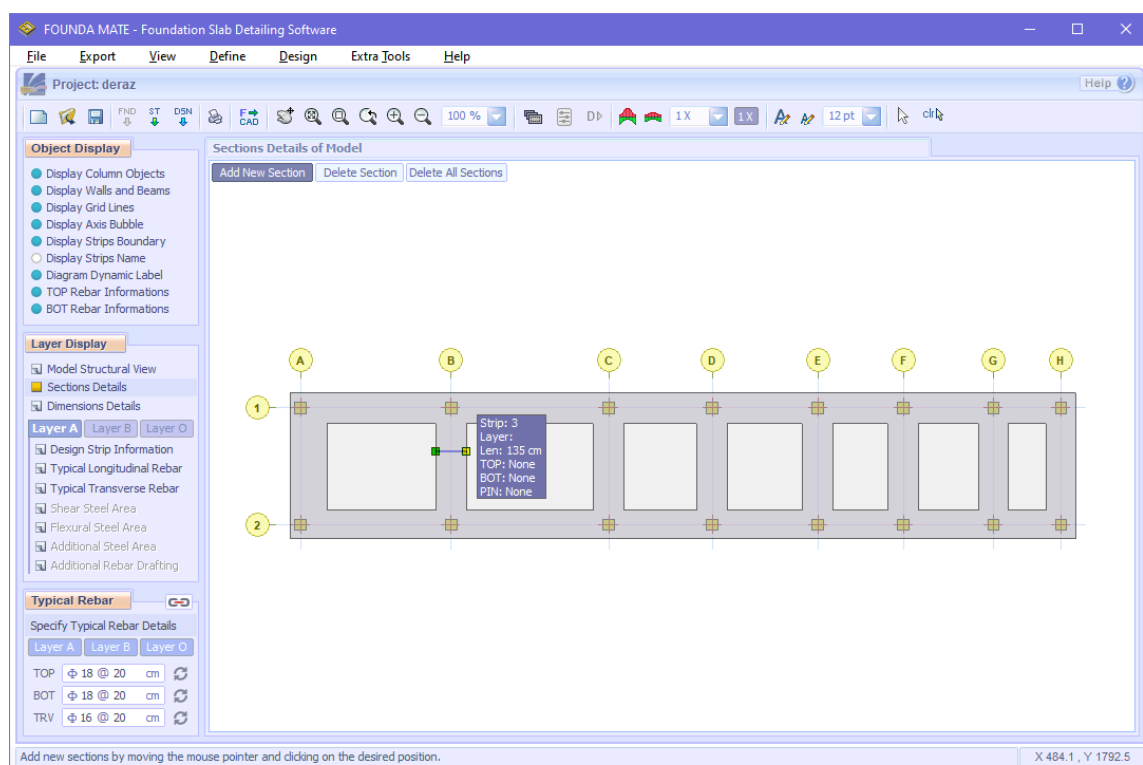 FOUNDA MATE - Foundation Slab Detailing Software
File Export View Define Design Extra Tools Help
Project: deraz
Help ?
FND ST DSN CAD 100 % D 1X 1X 12 pt clr
Object Display
Display Column Objects
Display Walls and Beams
Display Grid Lines
Display Axis Bubble
Display Strips Boundary
Display Strips Name
Diagram Dynamic Label
TOP Rebar Informations
BOT Rebar Informations
Layer Display
Model Structural View
Sections Details
Dimensions Details
Layer A Layer B Layer O
Design Strip Information
Typical Longitudinal Rebar
Typical Transverse Rebar
Shear Steel Area
Flexural Steel Area
Additional Steel Area
Additional Rebar Drafting
Typical Rebar
Specify Typical Rebar Details
Layer A Layer B Layer O
TOP Φ 18 @ 20 cm
BOT Φ 18 @ 20 cm
TRV Φ 16 @ 20 cm
Sections Details of Model
Add New Section Delete Section Delete All Sections
A B C D E F G H
1
Strip: 3
Layer:
Len: 135 cm
TOP: None
BOT: None
PIN: None
2
Add new sections by moving the mouse pointer and clicking on the desired position.
X 484.1 , Y 1792.5